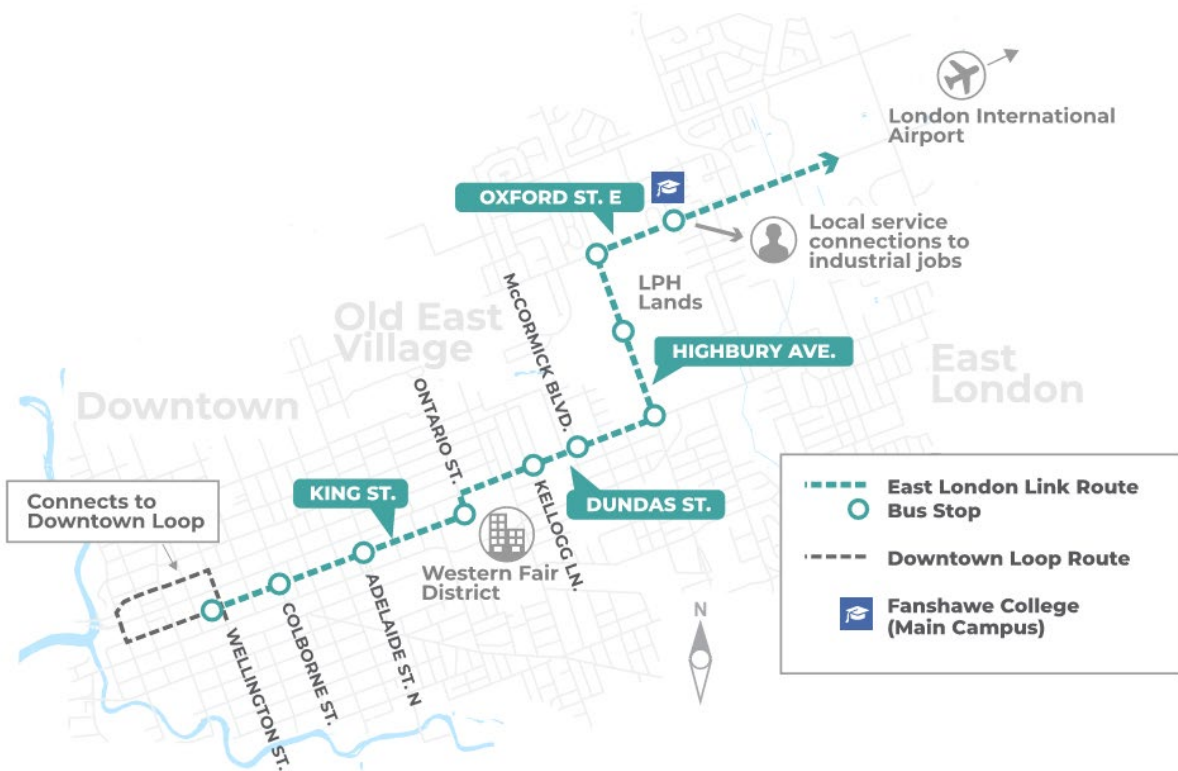 London International
Airport
OXFORD ST. E
Local service
connections to
industrial jobs
LPH
Lands
McCORMICK BLVD.
Old East
Village
HIGHBURY AVE.
East
London
Downtown
ONTARIO ST.
KING ST.
DUNDAS ST.
KELLOGG LN.
Connects to
Downtown Loop
Western Fair
District
ADELAIDE ST. N
COLBORNE ST.
WELLINGTON ST.
N
East London Link Route
Bus Stop
Downtown Loop Route
Fanshawe College
(Main Campus)